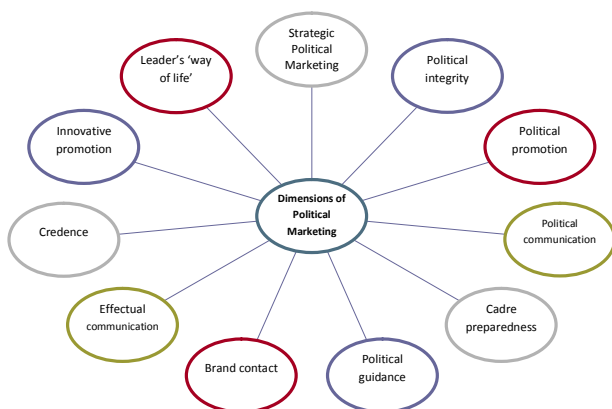 Strategic
Political
Marketing
Political
integrity
Political
promotion
Political
communication
Cadre
preparedness
Political
guidance
Brand contact
Effectual
communication
Credence
Innovative
promotion
Leader's 'way
of life'
Dimensions of
Political
Marketing